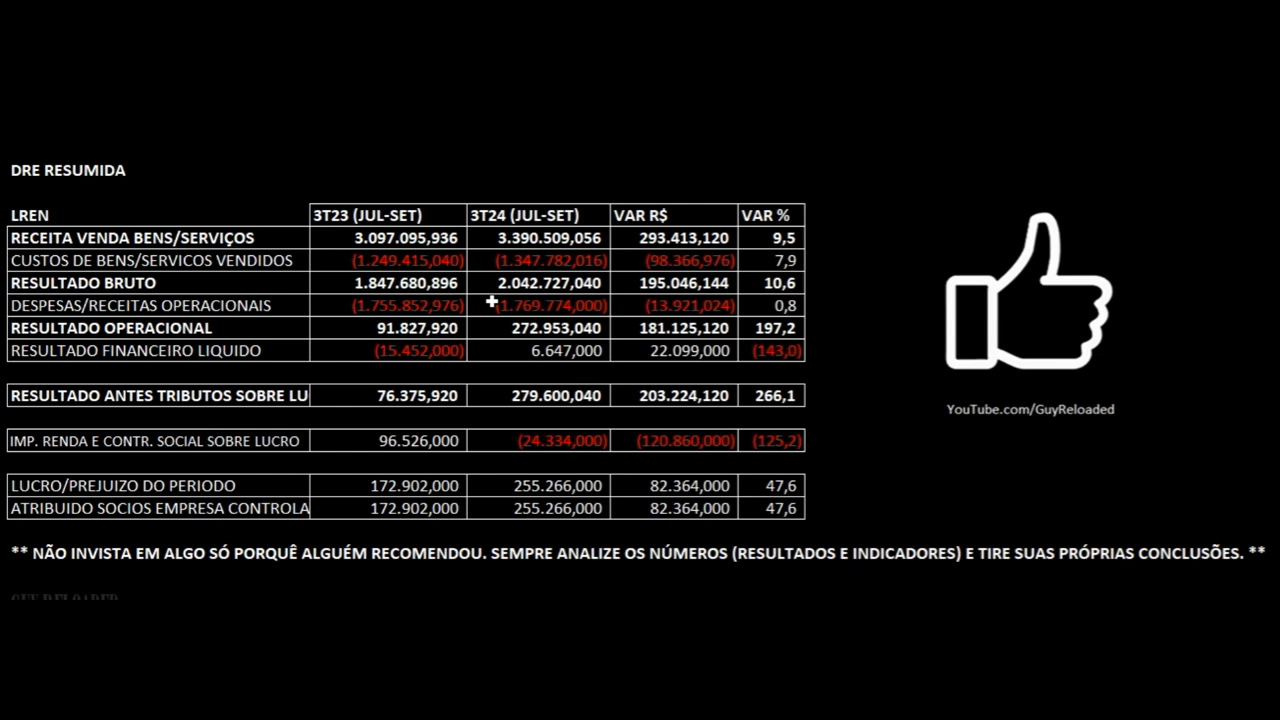 DRE RESUMIDA
LREN 3T23 (JUL-SET) 3T24 (JUL-SET) VAR R$ VAR %
RECEITA VENDA BENS/SERVIÇOS 3.097.095,936 3.390.509,056 293.413,120 9,5
CUSTOS DE BENS/SERVICOS VENDIDOS (1.249.415,040) (1.347.782,016) (98.366,976) 7,9
RESULTADO BRUTO 1.847.680,896 2.042.727,040 195.046,144 10,6
DESPESAS/RECEITAS OPERACIONAIS (1.755.852,976) (1.769.774,000) (13.921,024) 0,8
RESULTADO OPERACIONAL 91.827,920 272.953,040 181.125,120 197,2
RESULTADO FINANCEIRO LIQUIDO (15.452,000) 6.647,000 22.099,000 (143,0)
RESULTADO ANTES TRIBUTOS SOBRE LU 76.375,920 279.600,040 203.224,120 266,1
IMP. RENDA E CONTR. SOCIAL SOBRE LUCRO 96.526,000 (24.334,000) (120.860,000) (125,2)
LUCRO/PREJUIZO DO PERIODO 172.902,000 255.266,000 82.364,000 47,6
ATRIBUIDO SOCIOS EMPRESA CONTROLA 172.902,000 255.266,000 82.364,000 47,6
YouTube.com/GuyReloaded
** NÃO INVISTA EM ALGO SÓ PORQUÊ ALGUÉM RECOMENDOU. SEMPRE ANALIZE OS NÚMEROS (RESULTADOS E INDICADORES) E TIRE SUAS PRÓPRIAS CONCLUSÕES. **
GUY RELOADED